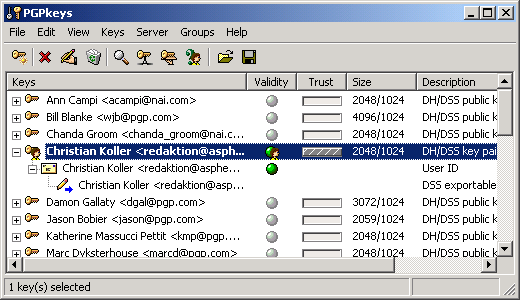 PGPkeys
File Edit View Keys Server Groups Help
Keys Validity Trust Size Description
Ann Campi <acampi@nai.com> 2048/1024 DH/DSS public k
Bill Blanke <wjb@pgp.com> 4096/1024 DH/DSS public k
Chanda Groom <chanda_groom@nai.c... 2048/1024 DH/DSS public k
Christian Koller <redaktion@asph... 2048/1024 DH/DSS key pai
Christian Koller <redaktion@asphe... User ID
Christian Koller <redaktion@asphe... DSS exportable
Damon Gallaty <dgal@pgp.com> 3072/1024 DH/DSS public k
Jason Bobier <jason@pgp.com> 2059/1024 DH/DSS public k
Katherine Massucci Pettit <kmp@pgp.... 2048/1024 DH/DSS public k
Marc Dyksterhouse <marcd@pgp.com> 2048/1024 DH/DSS public k
1 key(s) selected